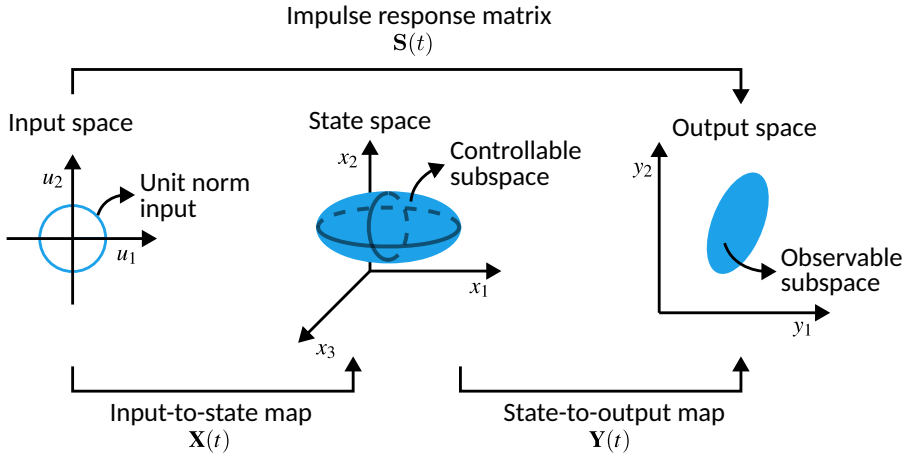 Impulse response matrix
S(t)
Input space
State space
Output space
u₂
Unit norm
input
u₁
x₂
Controllable
subspace
x₁
x₃
y₂
Observable
subspace
y₁
Input-to-state map
X(t)
State-to-output map
Y(t)